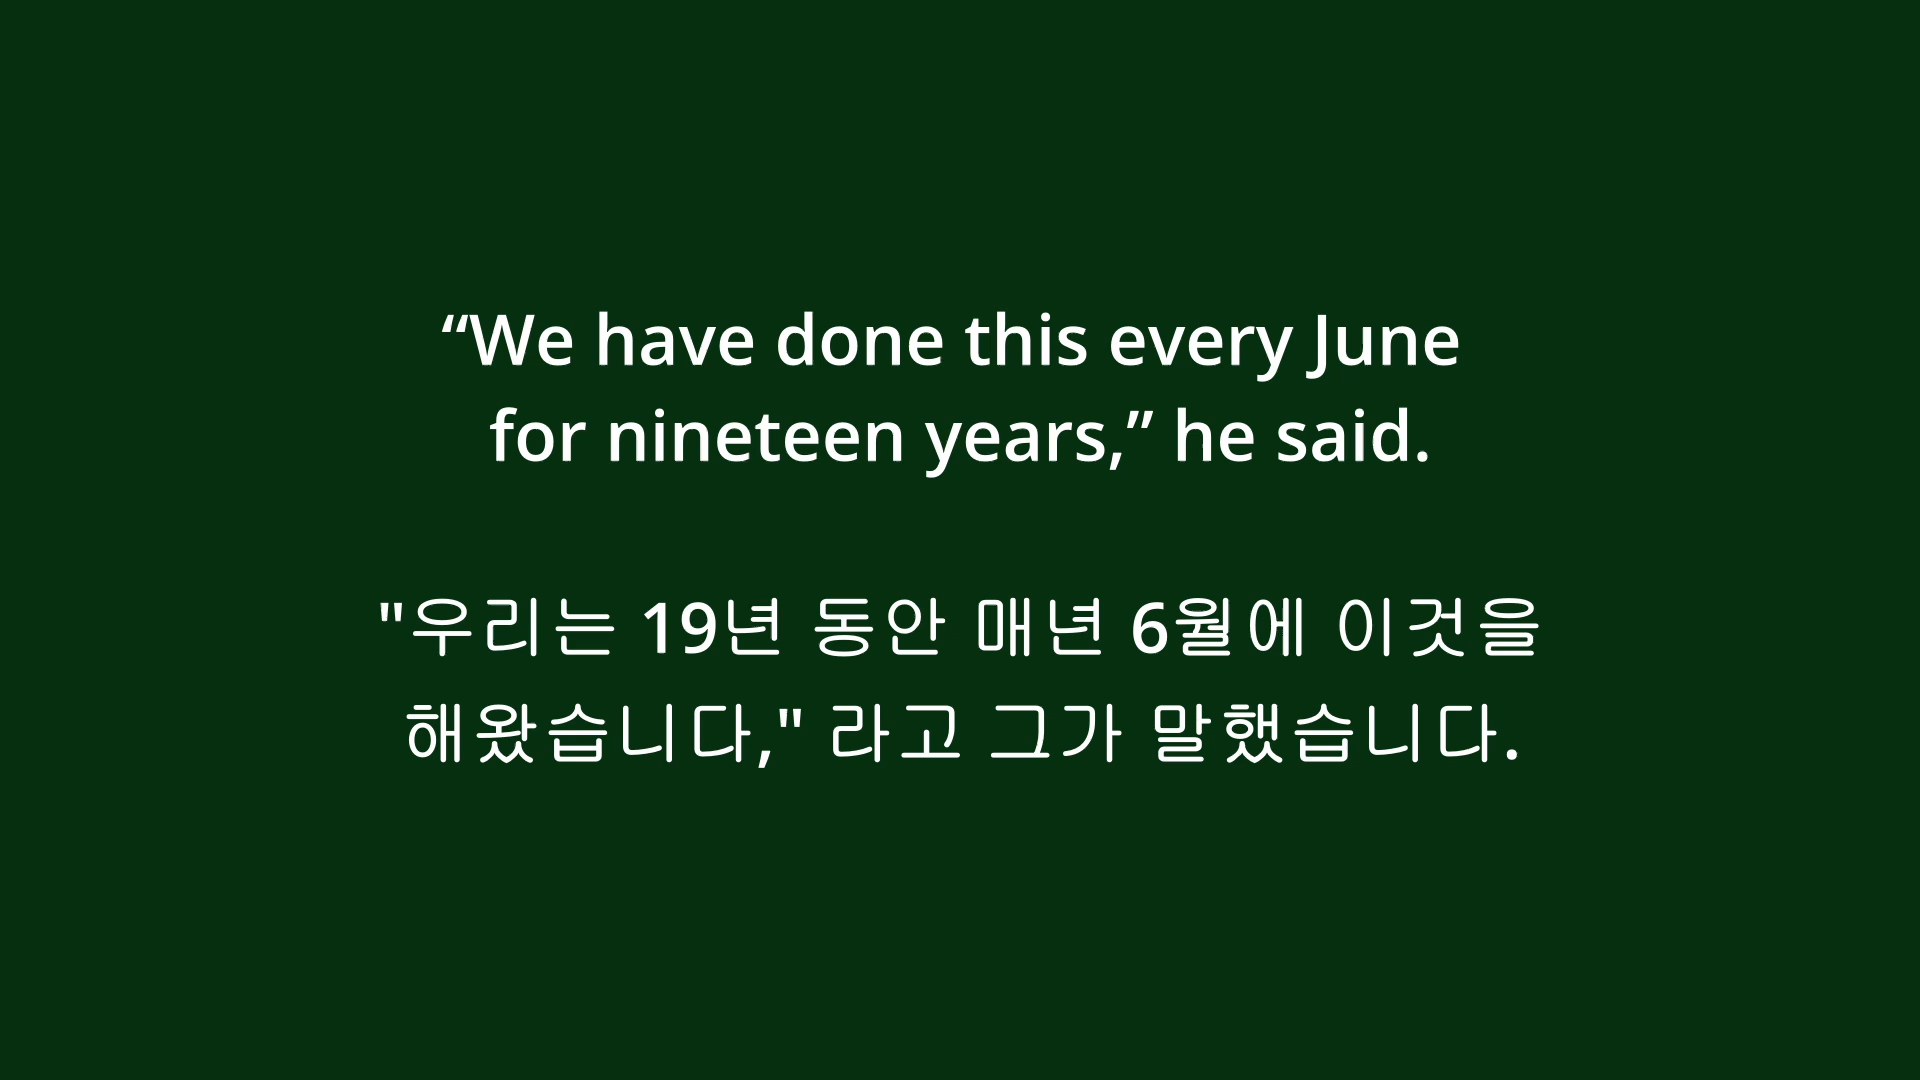 “We have done this every June
for nineteen years,” he said.
"우리는 19년 동안 매년 6월에 이것을
해왔습니다," 라고 그가 말했습니다.